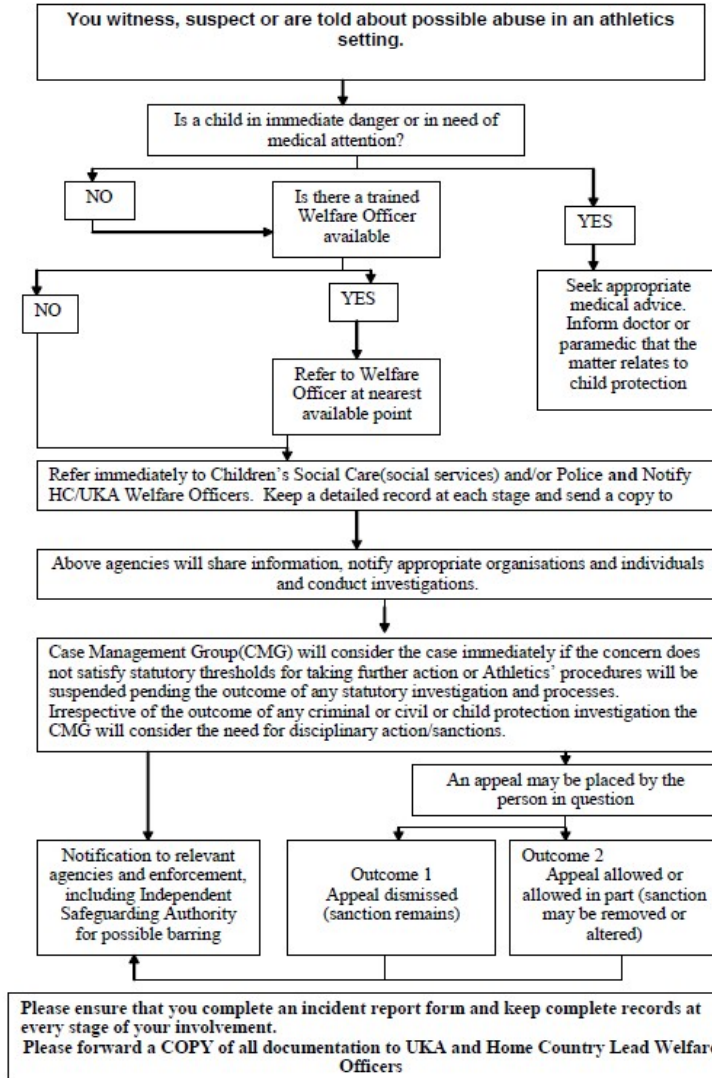 You witness, suspect or are told about possible abuse in an athletics
setting.
Is a child in immediate danger or in need of
medical attention?
NO
Is there a trained
Welfare Officer
available
YES
NO
YES
Seek appropriate
medical advice.
Inform doctor or
paramedic that the
matter relates to
child protection
Refer to Welfare
Officer at nearest
available point
Refer immediately to Children's Social Care(social services) and/or Police and Notify
HC/UKA Welfare Officers.  Keep a detailed record at each stage and send a copy to
Above agencies will share information, notify appropriate organisations and individuals
and conduct investigations.
Case Management Group(CMG) will consider the case immediately if the concern does
not satisfy statutory thresholds for taking further action or Athletics' procedures will be
suspended pending the outcome of any statutory investigation and processes.
Irrespective of the outcome of any criminal or civil or child protection investigation the
CMG will consider the need for disciplinary action/sanctions.
An appeal may be placed by the
person in question
Notification to relevant
agencies and enforcement,
including Independent
Safeguarding Authority
for possible barring
Outcome 1
Appeal dismissed
(sanction remains)
Outcome 2
Appeal allowed or
allowed in part (sanction
may be removed or
altered)
Please ensure that you complete an incident report form and keep complete records at
every stage of your involvement.
Please forward a COPY of all documentation to UKA and Home Country Lead Welfare
Officers